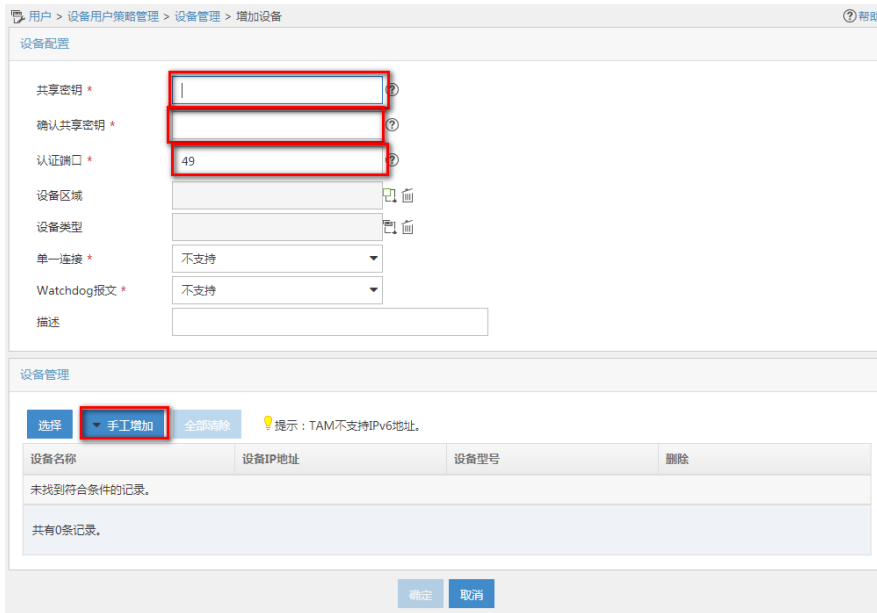 用户 > 设备用户策略管理 > 设备管理 > 增加设备 帮助
设备配置
共享密钥 *
确认共享密钥 *
认证端口 * 49
设备区域
设备类型
单一连接 * 不支持
Watchdog报文 * 不支持
描述
设备管理
选择 手工增加 全部清除 提示：TAM不支持IPv6地址。
设备名称 设备IP地址 设备型号 删除
未找到符合条件的记录。
共有0条记录。
确定 取消